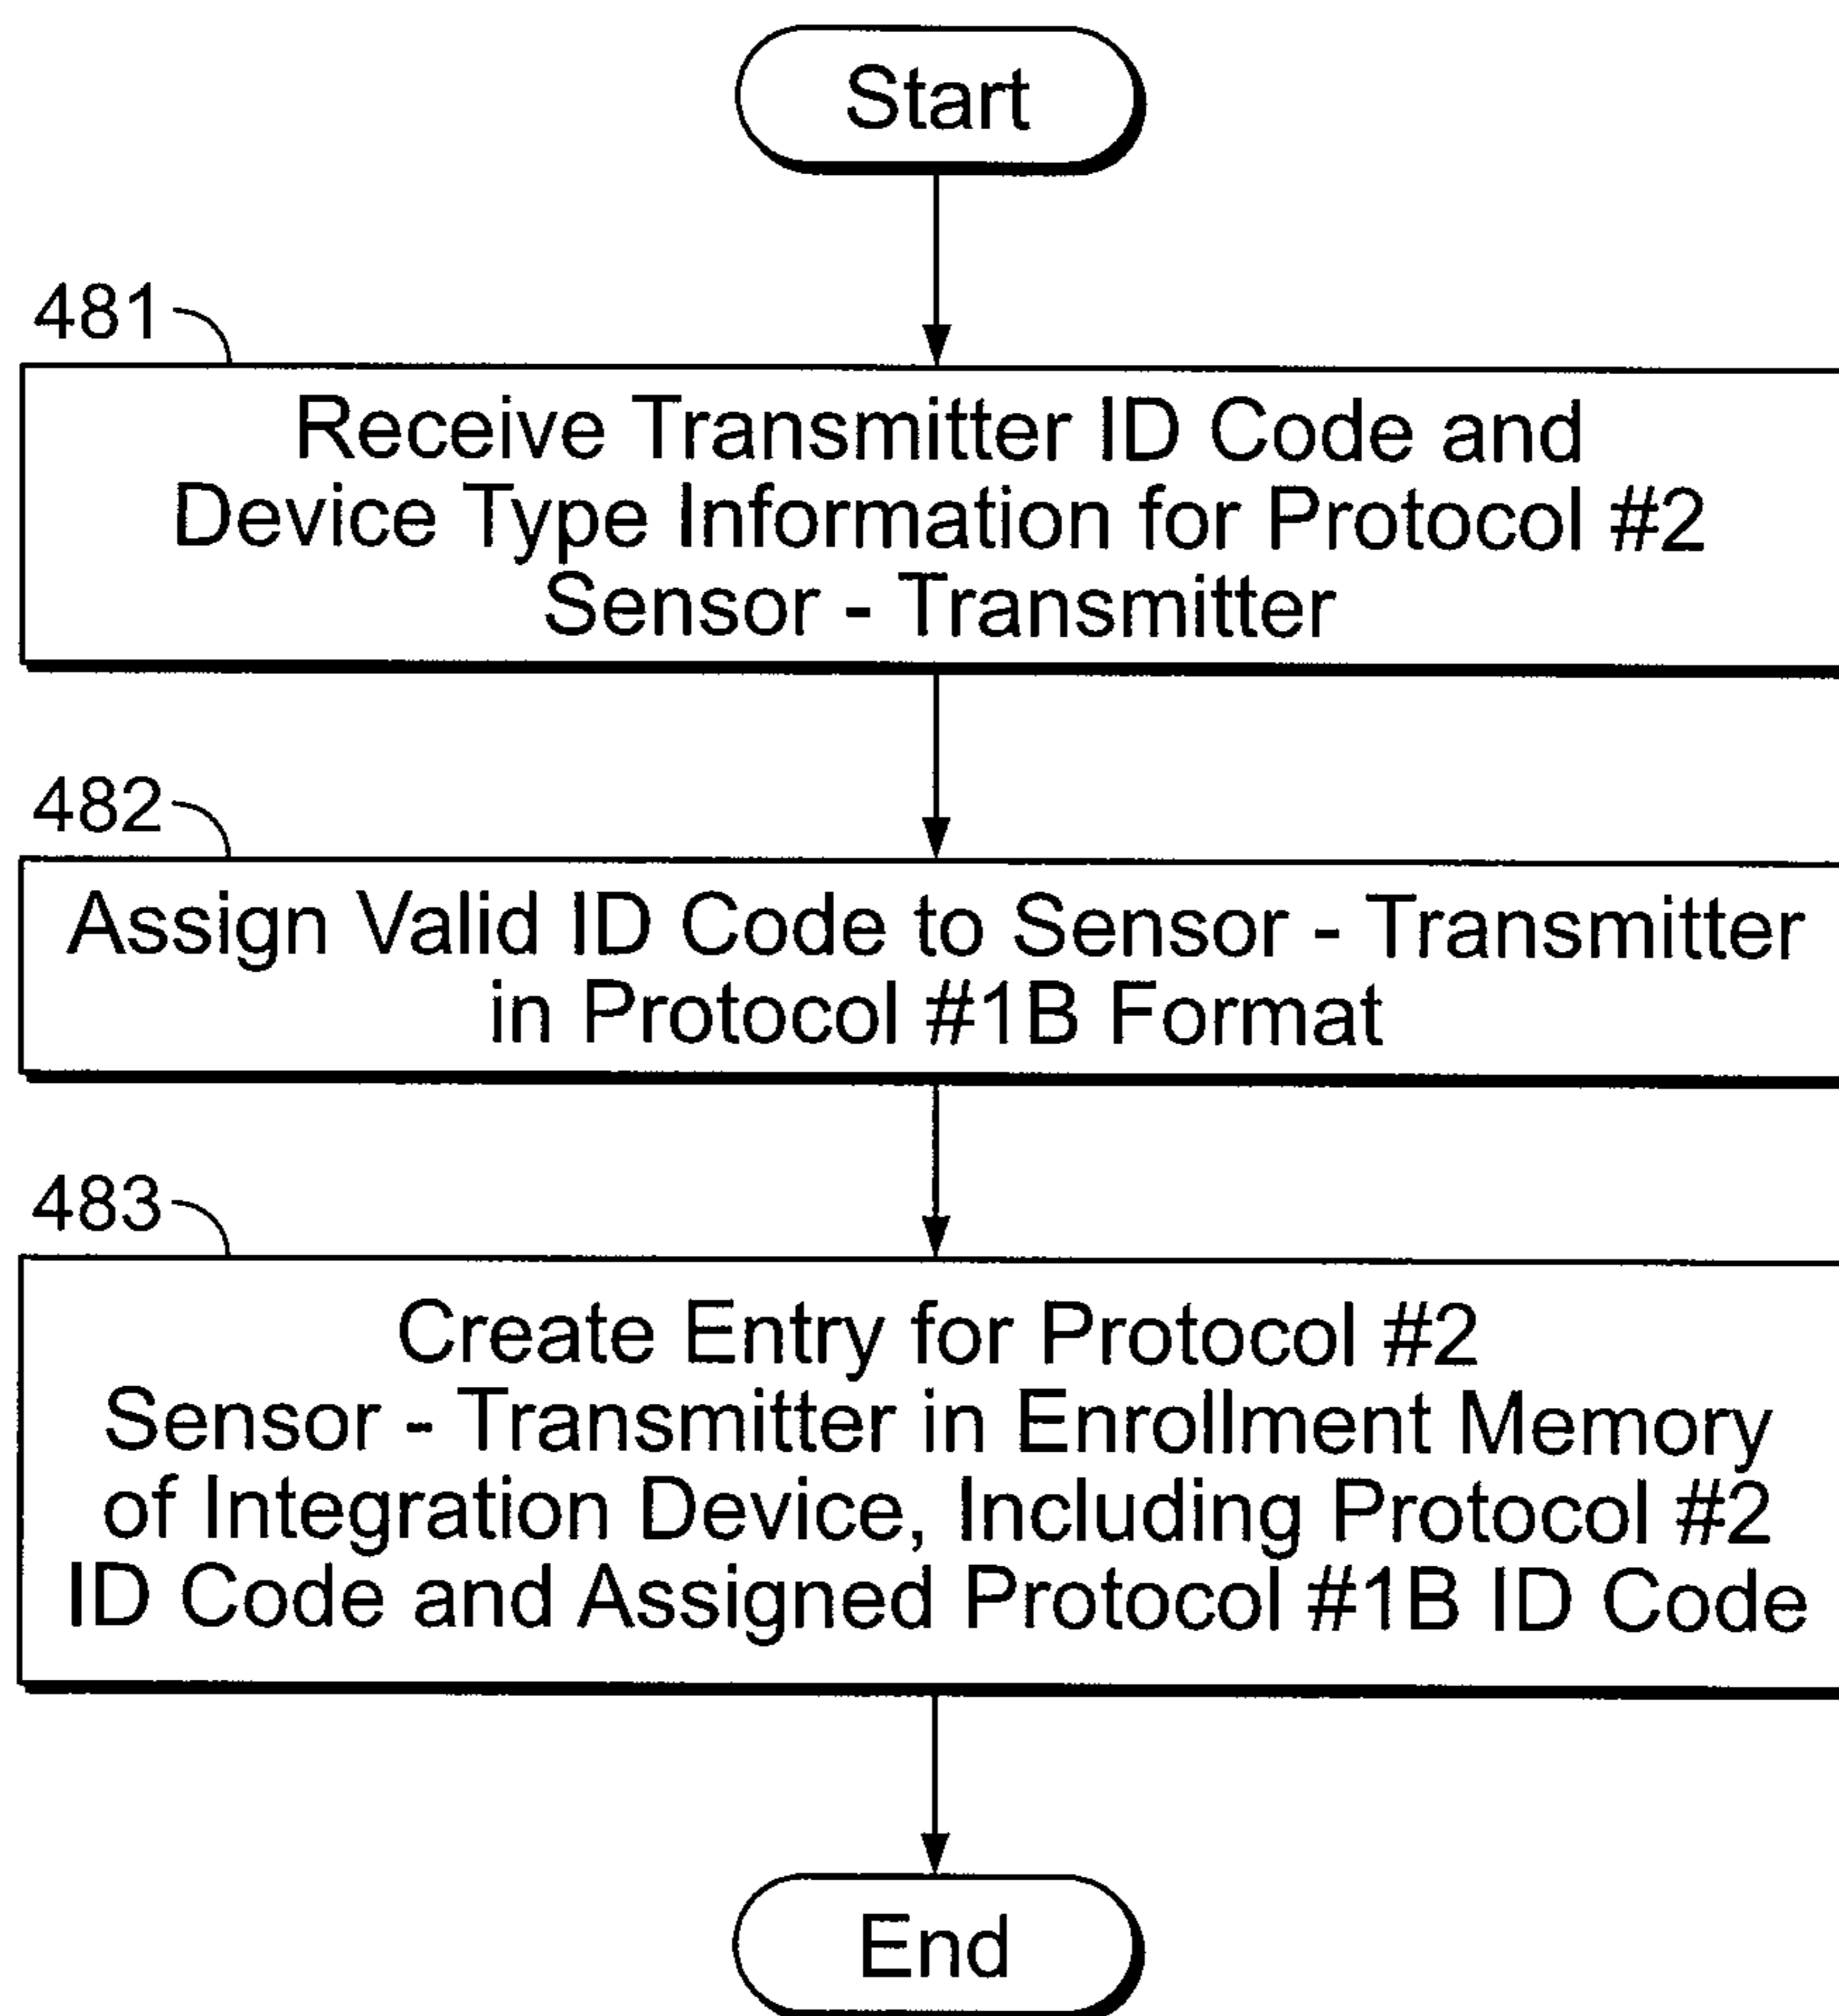 Start
481
Receive Transmitter ID Code and
Device Type Information for Protocol #2
Sensor - Transmitter
482
Assign Valid ID Code to Sensor - Transmitter
in Protocol #1B Format
483
Create Entry for Protocol #2
Sensor - Transmitter in Enrollment Memory
of Integration Device, Including Protocol #2
ID Code and Assigned Protocol #1B ID Code
End